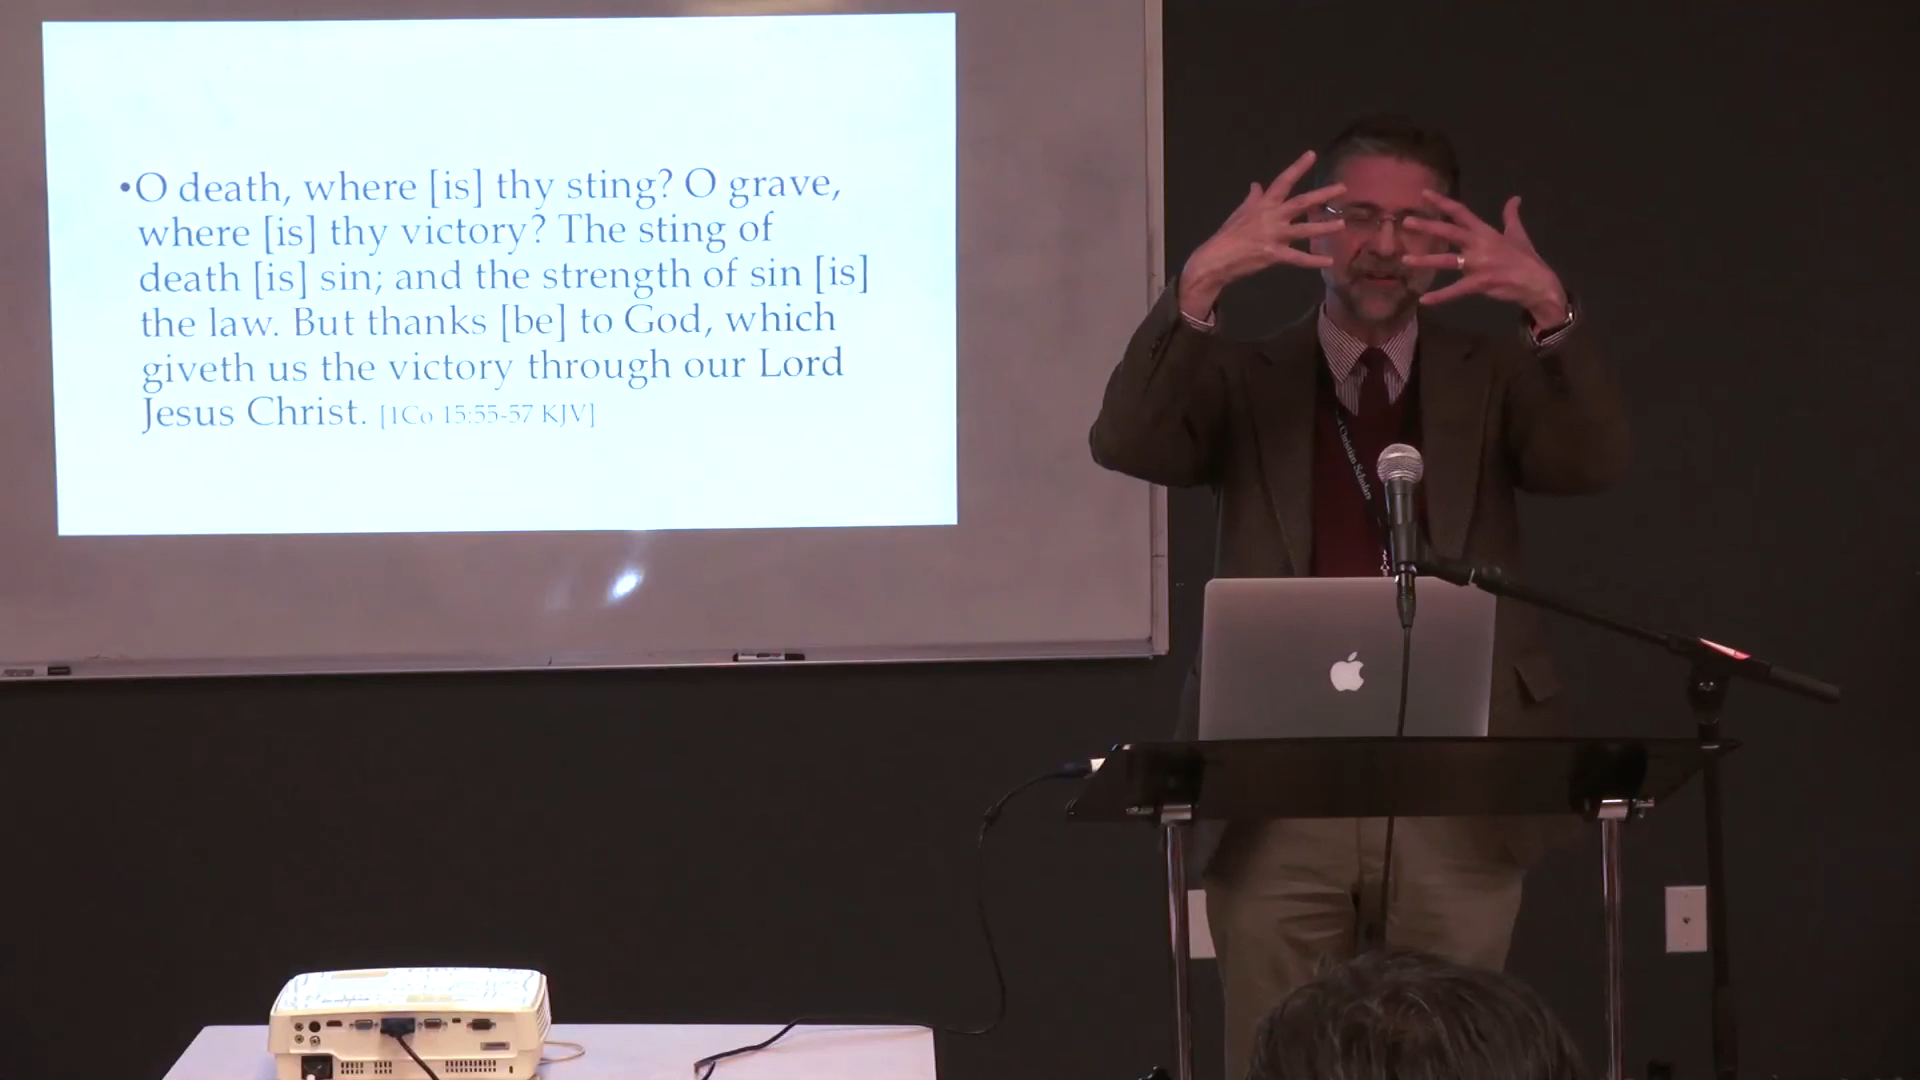 •O death, where [is] thy sting? O grave,
where [is] thy victory? The sting of
death [is] sin; and the strength of sin [is]
the law. But thanks [be] to God, which
giveth us the victory through our Lord
Jesus Christ. [1Co 15:55-57 KJV]
Christian Scholars